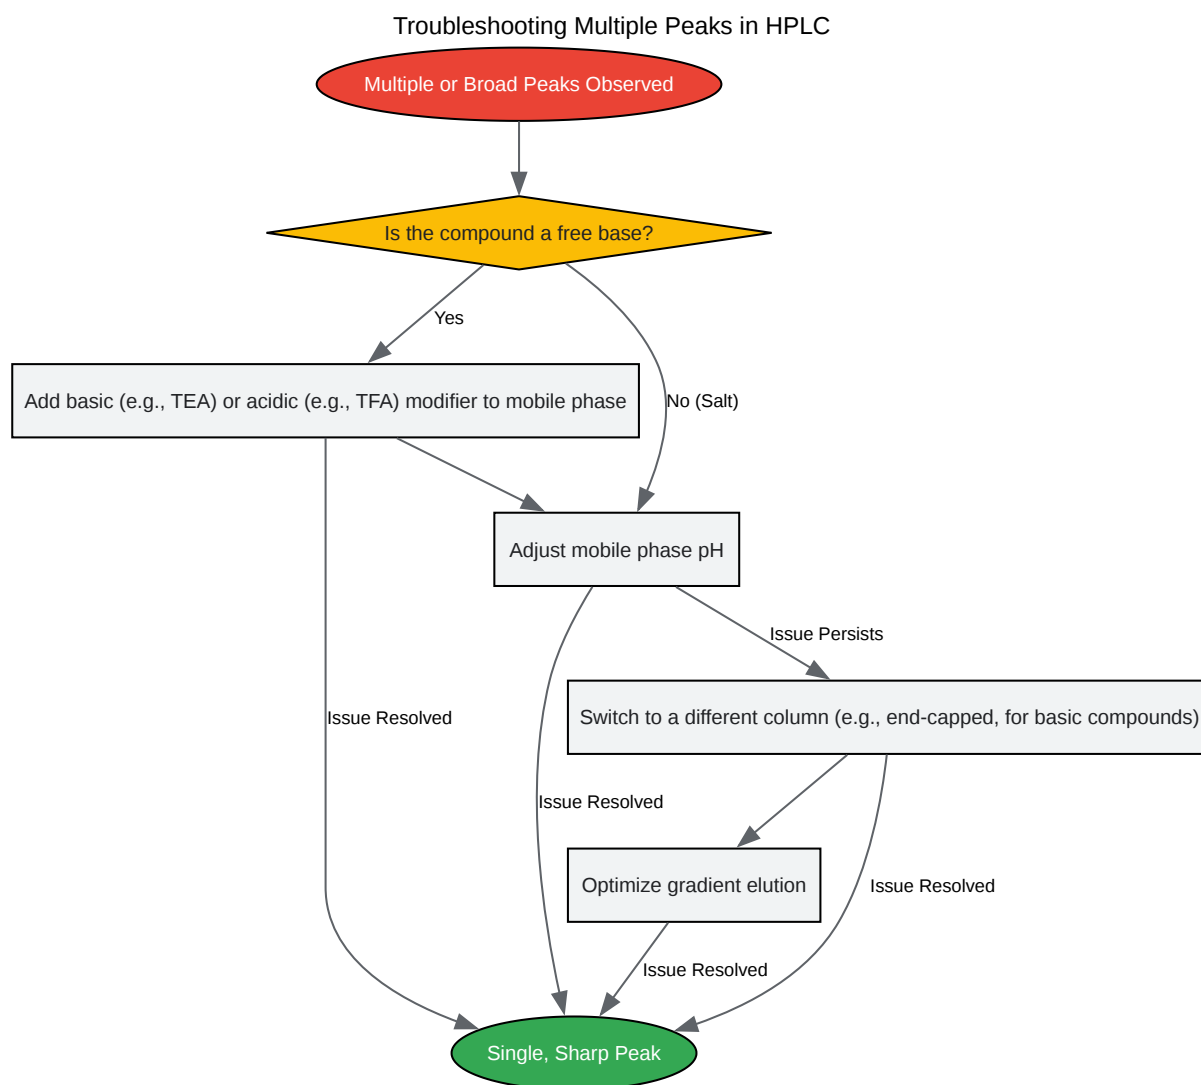 Troubleshooting Multiple Peaks in HPLC
Multiple or Broad Peaks Observed
Is the compound a free base?
Yes
Add basic (e.g., TEA) or acidic (e.g., TFA) modifier to mobile phase
No (Salt)
Adjust mobile phase pH
Issue Persists
Switch to a different column (e.g., end-capped, for basic compounds)
Issue Resolved
Issue Resolved
Optimize gradient elution
Issue Resolved
Issue Resolved
Single, Sharp Peak